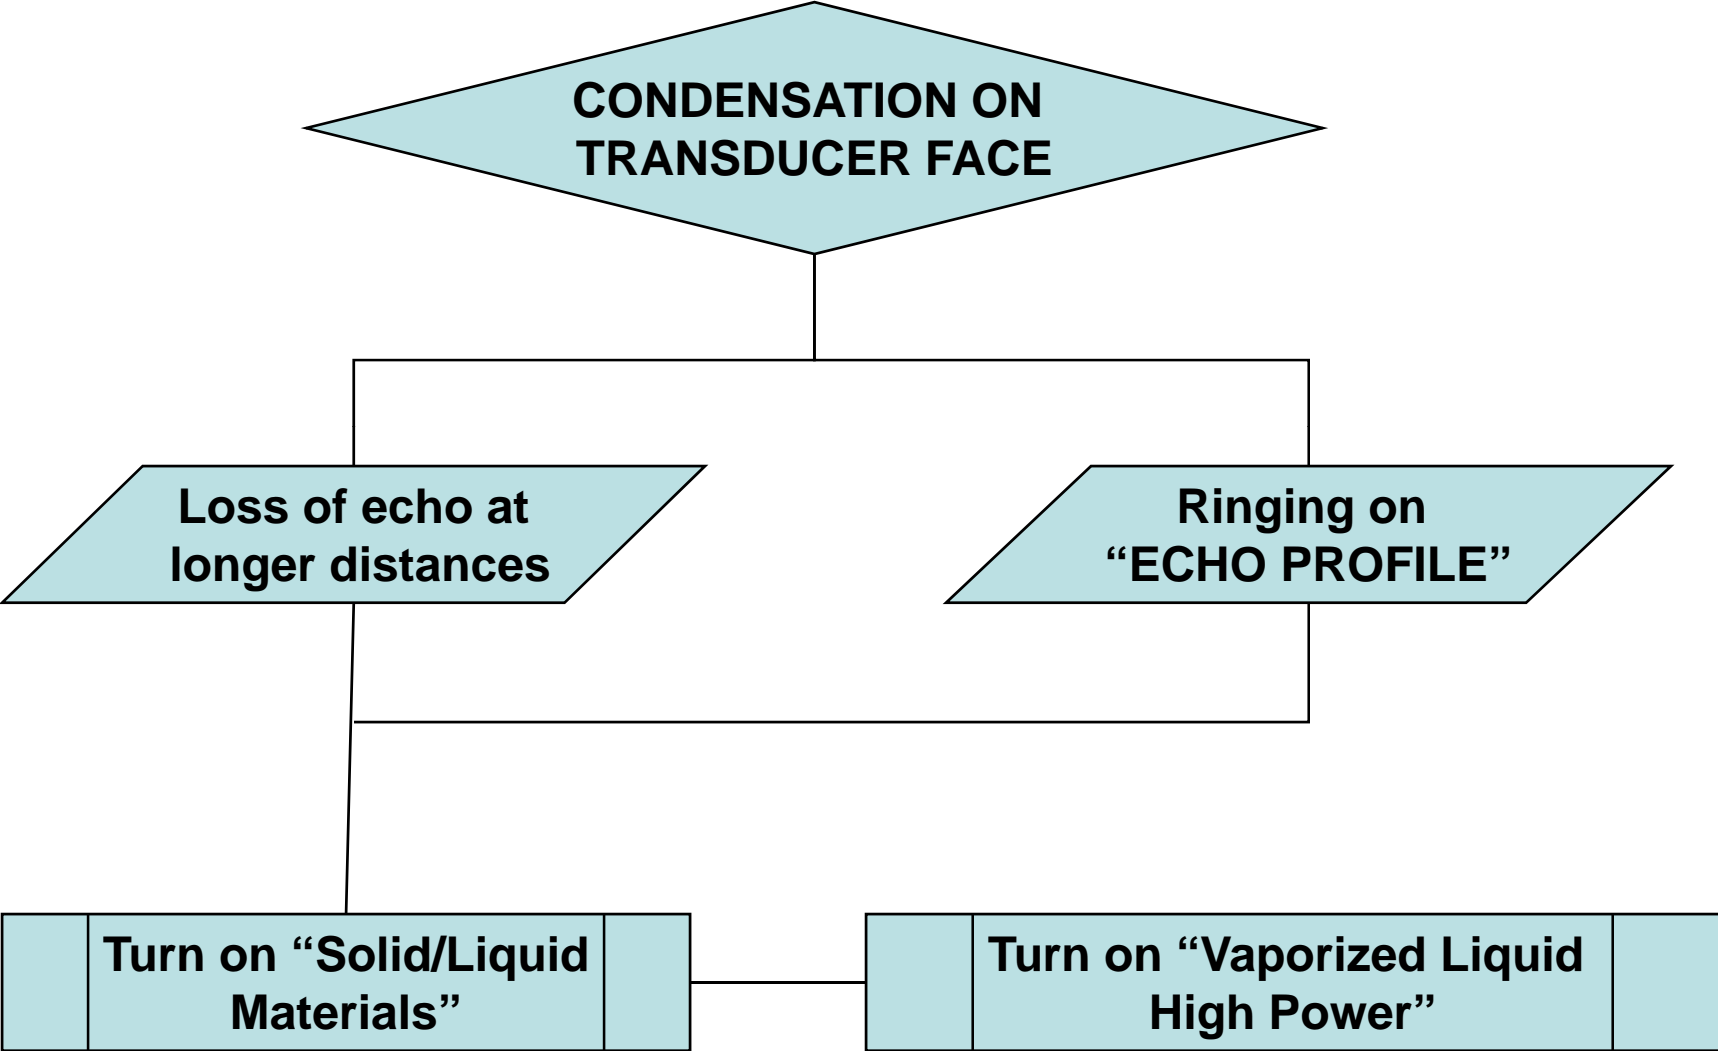 CONDENSATION ON
TRANSDUCER FACE
Loss of echo at
longer distances
Ringing on
“ECHO PROFILE”
Turn on “Solid/Liquid
Materials”
Turn on “Vaporized Liquid
High Power”